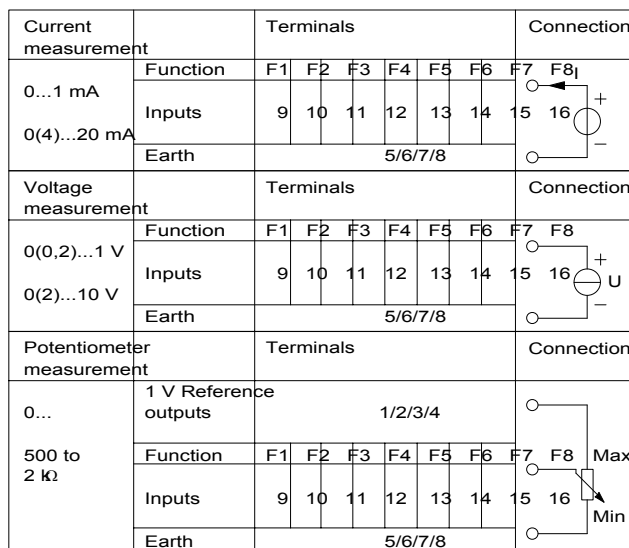 Current measurement Terminals Connection
Function F1 F2 F3 F4 F5 F6 F7 F8
0...1 mA
0(4)...20 mA
Inputs 9 10 11 12 13 14 15 16
Earth 5/6/7/8
I
+
−
Voltage measurement Terminals Connection
Function F1 F2 F3 F4 F5 F6 F7 F8
0(0,2)...1 V
0(2)...10 V
Inputs 9 10 11 12 13 14 15 16
Earth 5/6/7/8
+
U
−
Potentiometer measurement Terminals Connection
0...
500 to
2 kΩ
1 V Reference
outputs 1/2/3/4
Function F1 F2 F3 F4 F5 F6 F7 F8
Inputs 9 10 11 12 13 14 15 16
Earth 5/6/7/8
Max
Min